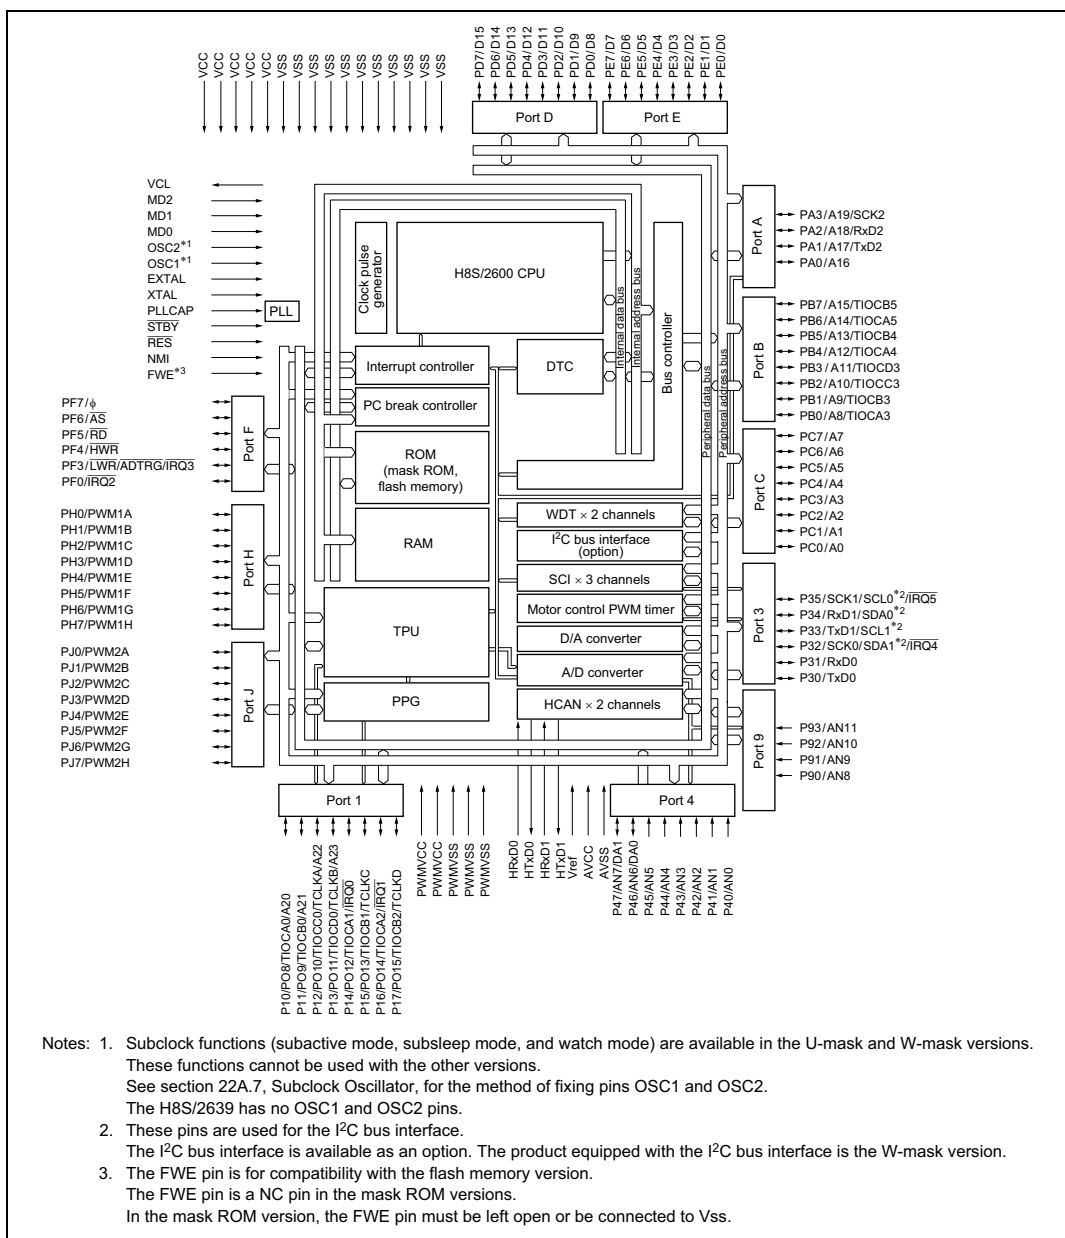 VCC
VCC
VCC
VCC
VCC
VSS
VSS
VSS
VSS
VSS
VSS
VSS
VSS
VSS
VSS
VSS
PD7/D15
PD6/D14
PD5/D13
PD4/D12
PD3/D11
PD2/D10
PD1/D9
PD0/D8
PE7/D7
PE6/D6
PE5/D5
PE4/D4
PE3/D3
PE2/D2
PE1/D1
PE0/D0
Port D
Port E
VCL
MD2
MD1
MD0
OSC2*1
OSC1*1
EXTAL
XTAL
PLLCAP
STBY
RES
NMI
FWE*3
PLL
Clock pulse generator
H8S/2600 CPU
Internal data bus
Internal address bus
Bus controller
Peripheral data bus
Peripheral address bus
Port A
PA3/A19/SCK2
PA2/A18/RxD2
PA1/A17/TxD2
PA0/A16
Port B
PB7/A15/TIOCB5
PB6/A14/TIOCA5
PB5/A13/TIOCB4
PB4/A12/TIOCA4
PB3/A11/TIOCD3
PB2/A10/TIOCC3
PB1/A9/TIOCB3
PB0/A8/TIOCA3
Interrupt controller
DTC
PC break controller
ROM
(mask ROM,
flash memory)
RAM
TPU
PPG
WDT × 2 channels
I²C bus interface
(option)
SCI × 3 channels
Motor control PWM timer
D/A converter
A/D converter
HCAN × 2 channels
PF7/ϕ
PF6/AS
PF5/RD
PF4/HWR
PF3/LWR/ADTRG/IRQ3
PF0/IRQ2
Port F
PH0/PWM1A
PH1/PWM1B
PH2/PWM1C
PH3/PWM1D
PH4/PWM1E
PH5/PWM1F
PH6/PWM1G
PH7/PWM1H
Port H
PJ0/PWM2A
PJ1/PWM2B
PJ2/PWM2C
PJ3/PWM2D
PJ4/PWM2E
PJ5/PWM2F
PJ6/PWM2G
PJ7/PWM2H
Port J
Port C
PC7/A7
PC6/A6
PC5/A5
PC4/A4
PC3/A3
PC2/A2
PC1/A1
PC0/A0
Port 3
P35/SCK1/SCL0*2/IRQ5
P34/RxD1/SDA0*2
P33/TxD1/SCL1*2
P32/SCK0/SDA1*2/IRQ4
P31/RxD0
P30/TxD0
Port 9
P93/AN11
P92/AN10
P91/AN9
P90/AN8
Port 1
Port 4
P10/PO8/TIOCA0/A20
P11/PO9/TIOCB0/A21
P12/PO10/TIOCC0/TCLKA/A22
P13/PO11/TIOCD0/TCLKB/A23
P14/PO12/TIOCA1/IRQ0
P15/PO13/TIOCB1/TCLKC
P16/PO14/TIOCA2/IRQ1
P17/PO15/TIOCB2/TCLKD
PWMVCC
PWMVCC
PWMVSS
PWMVSS
PWMVSS
HRxD0
HTxD0
HRxD1
HTxD1
Vref
AVCC
AVSS
P47/AN7/DA1
P46/AN6/DA0
P45/AN5
P44/AN4
P43/AN3
P42/AN2
P41/AN1
P40/AN0
Notes: 1. Subclock functions (subactive mode, subsleep mode, and watch mode) are available in the U-mask and W-mask versions.
These functions cannot be used with the other versions.
See section 22A.7, Subclock Oscillator, for the method of fixing pins OSC1 and OSC2.
The H8S/2639 has no OSC1 and OSC2 pins.
2. These pins are used for the I²C bus interface.
The I²C bus interface is available as an option. The product equipped with the I²C bus interface is the W-mask version.
3. The FWE pin is for compatibility with the flash memory version.
The FWE pin is a NC pin in the mask ROM versions.
In the mask ROM version, the FWE pin must be left open or be connected to Vss.